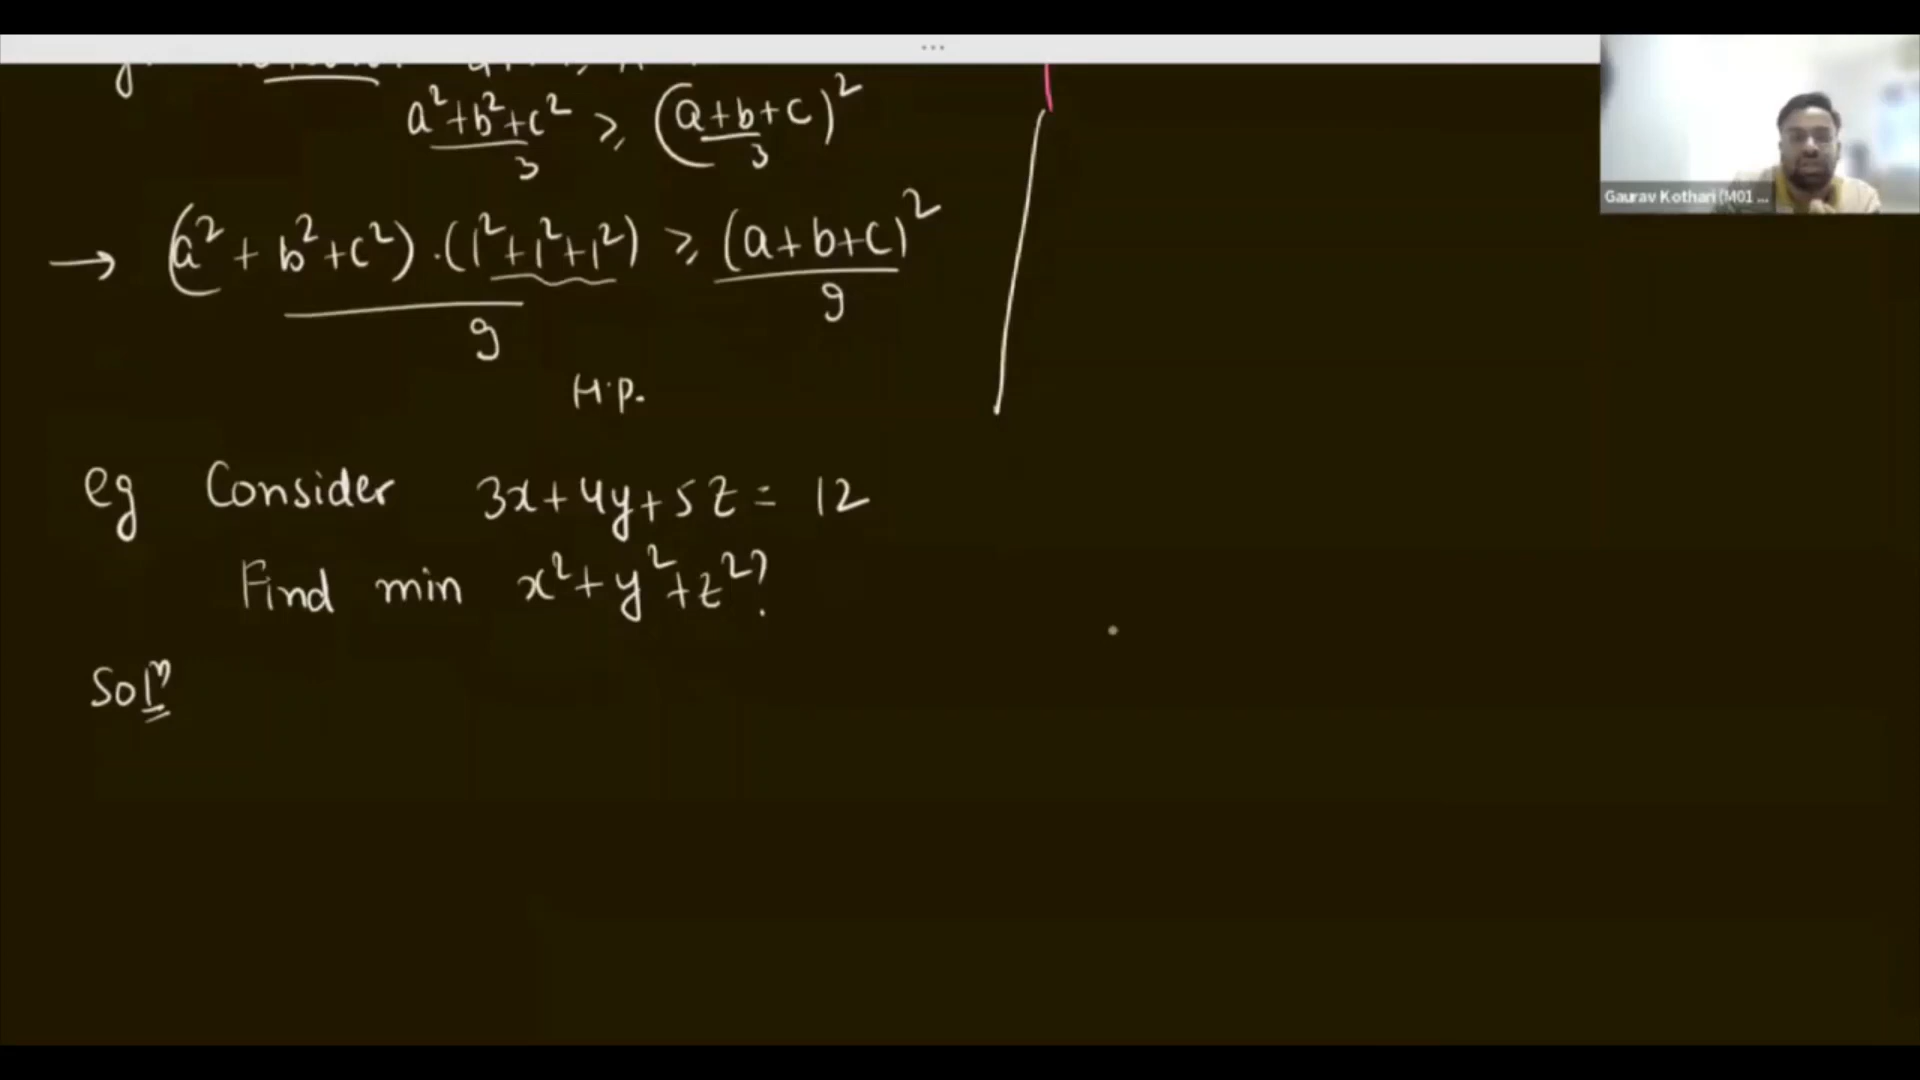 a²+b²+c²/3 ≥ (a+b+c/3)²
→ (a²+b²+c²)·(1²+1²+1²)/9 ≥ (a+b+c)²/9
H.P.
eg Consider 3x+4y+5z = 12
Find min x²+y²+z²?
Solⁿ
Gaurav Kothari (M01 ...